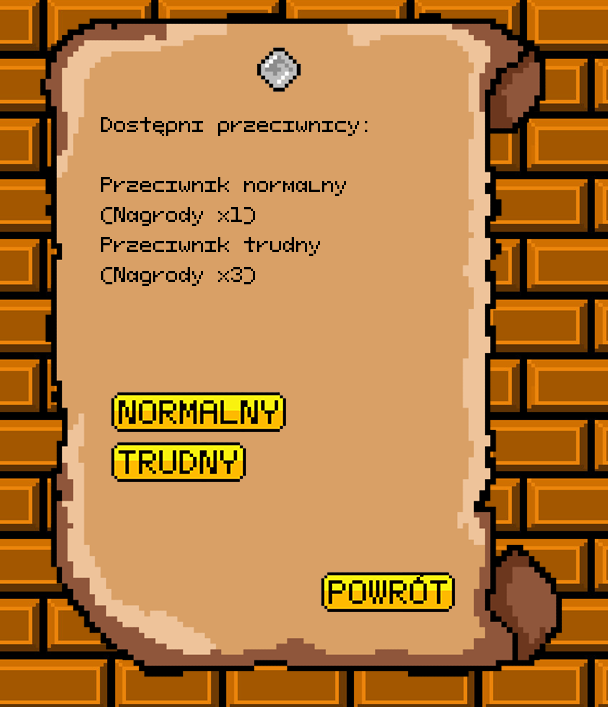 Dostępni przeciwnicy:
Przeciwnik normalny
(Nagrody x1)
Przeciwnik trudny
(Nagrody x3)
NORMALNY
TRUDNY
POWRÓT